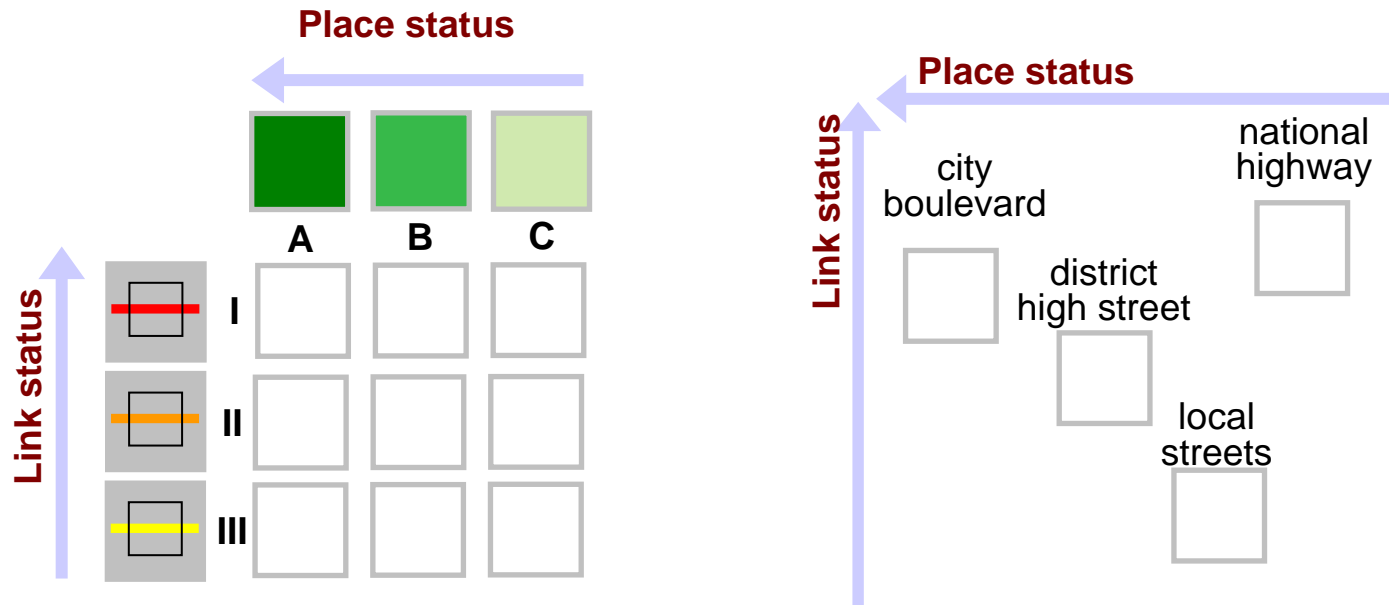 Place status
A
B
C
Link status
I
II
III
Place status
Link status
national
highway
city
boulevard
district
high street
local
streets